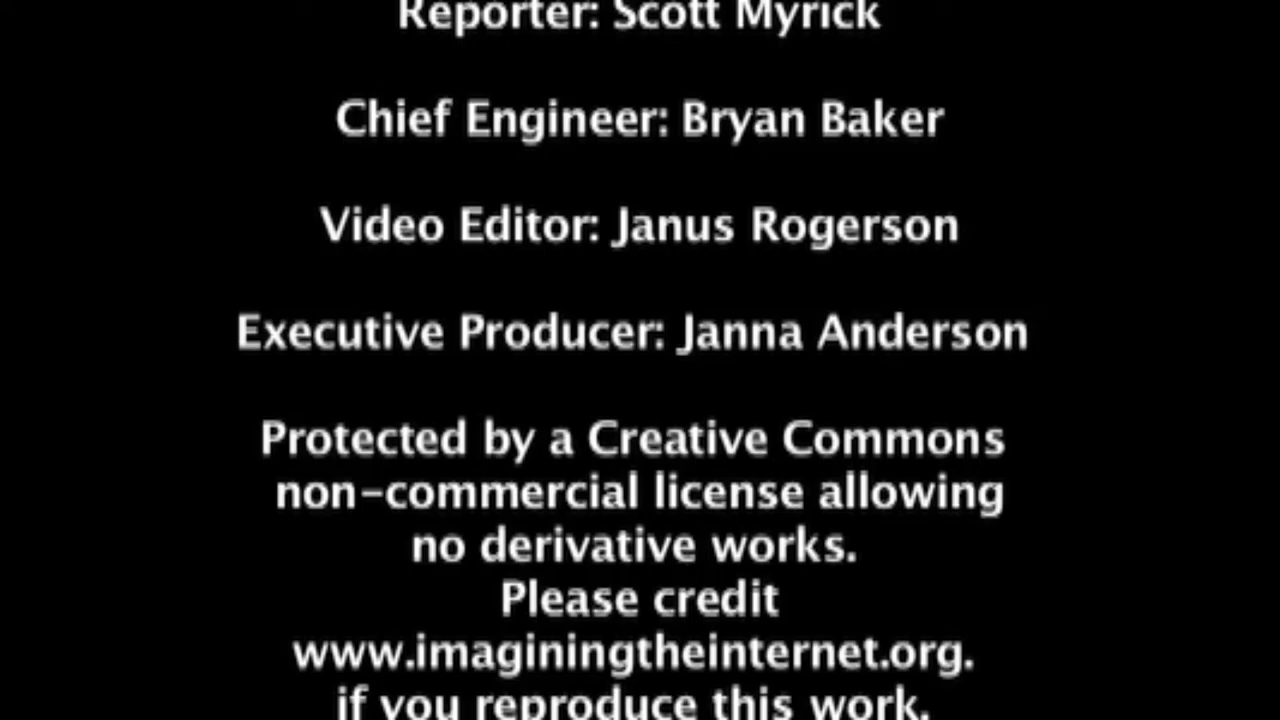 Reporter: Scott Myrick
Chief Engineer: Bryan Baker
Video Editor: Janus Rogerson
Executive Producer: Janna Anderson
Protected by a Creative Commons
non-commercial license allowing
no derivative works.
Please credit
www.imaginingtheinternet.org.
if you reproduce this work.